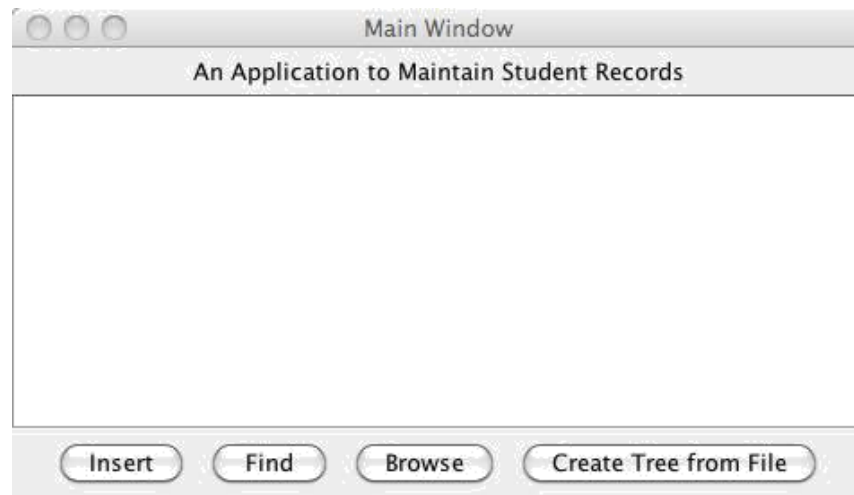 Main Window
An Application to Maintain Student Records
Insert Find Browse Create Tree from File